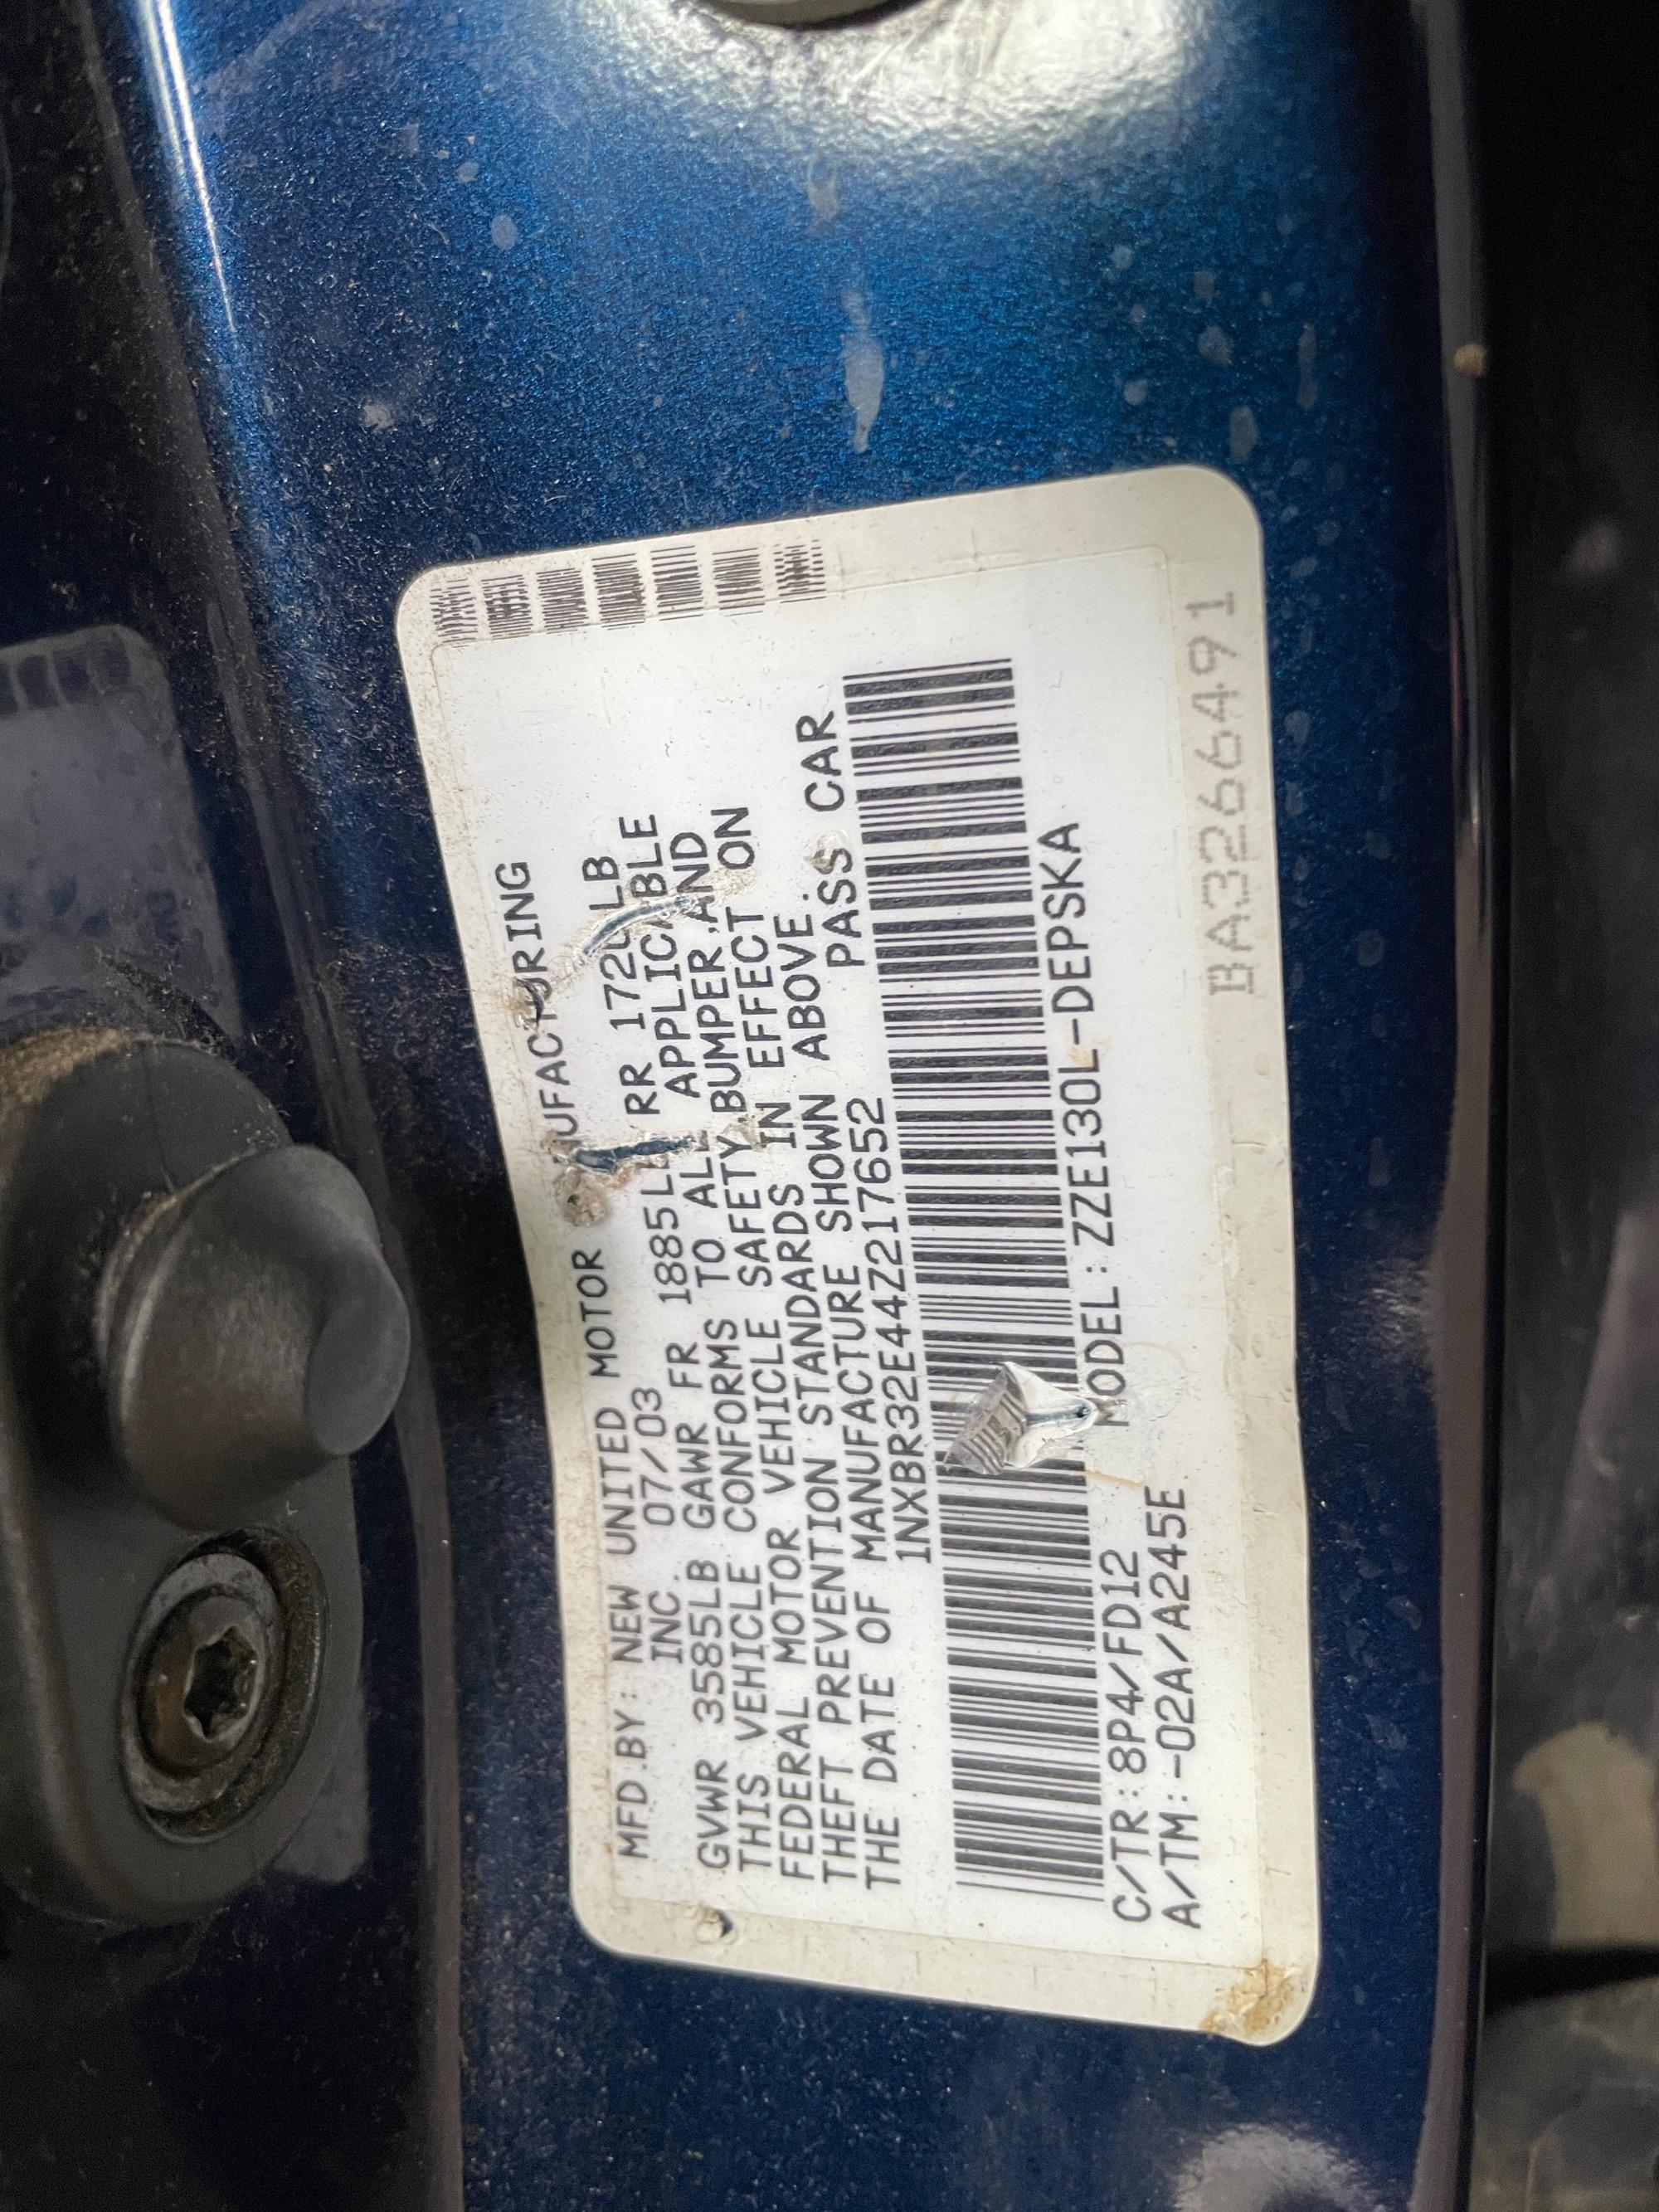 MFD.BY: NEW UNITED MOTOR MANUFACTURING
INC. 07/03
GVWR 3585LB GAWR FR 1885LB RR 1720LB
THIS VEHICLE CONFORMS TO ALL APPLICABLE
FEDERAL MOTOR VEHICLE SAFETY,BUMPER,AND
THEFT PREVENTION STANDARDS IN EFFECT ON
THE DATE OF MANUFACTURE SHOWN ABOVE.
1NXBR32E44Z217652 PASS CAR
C/TR:8P4/FD12 MODEL:ZZE130L-DEPSKA
A/TM:-02A/A245E
BA3266491